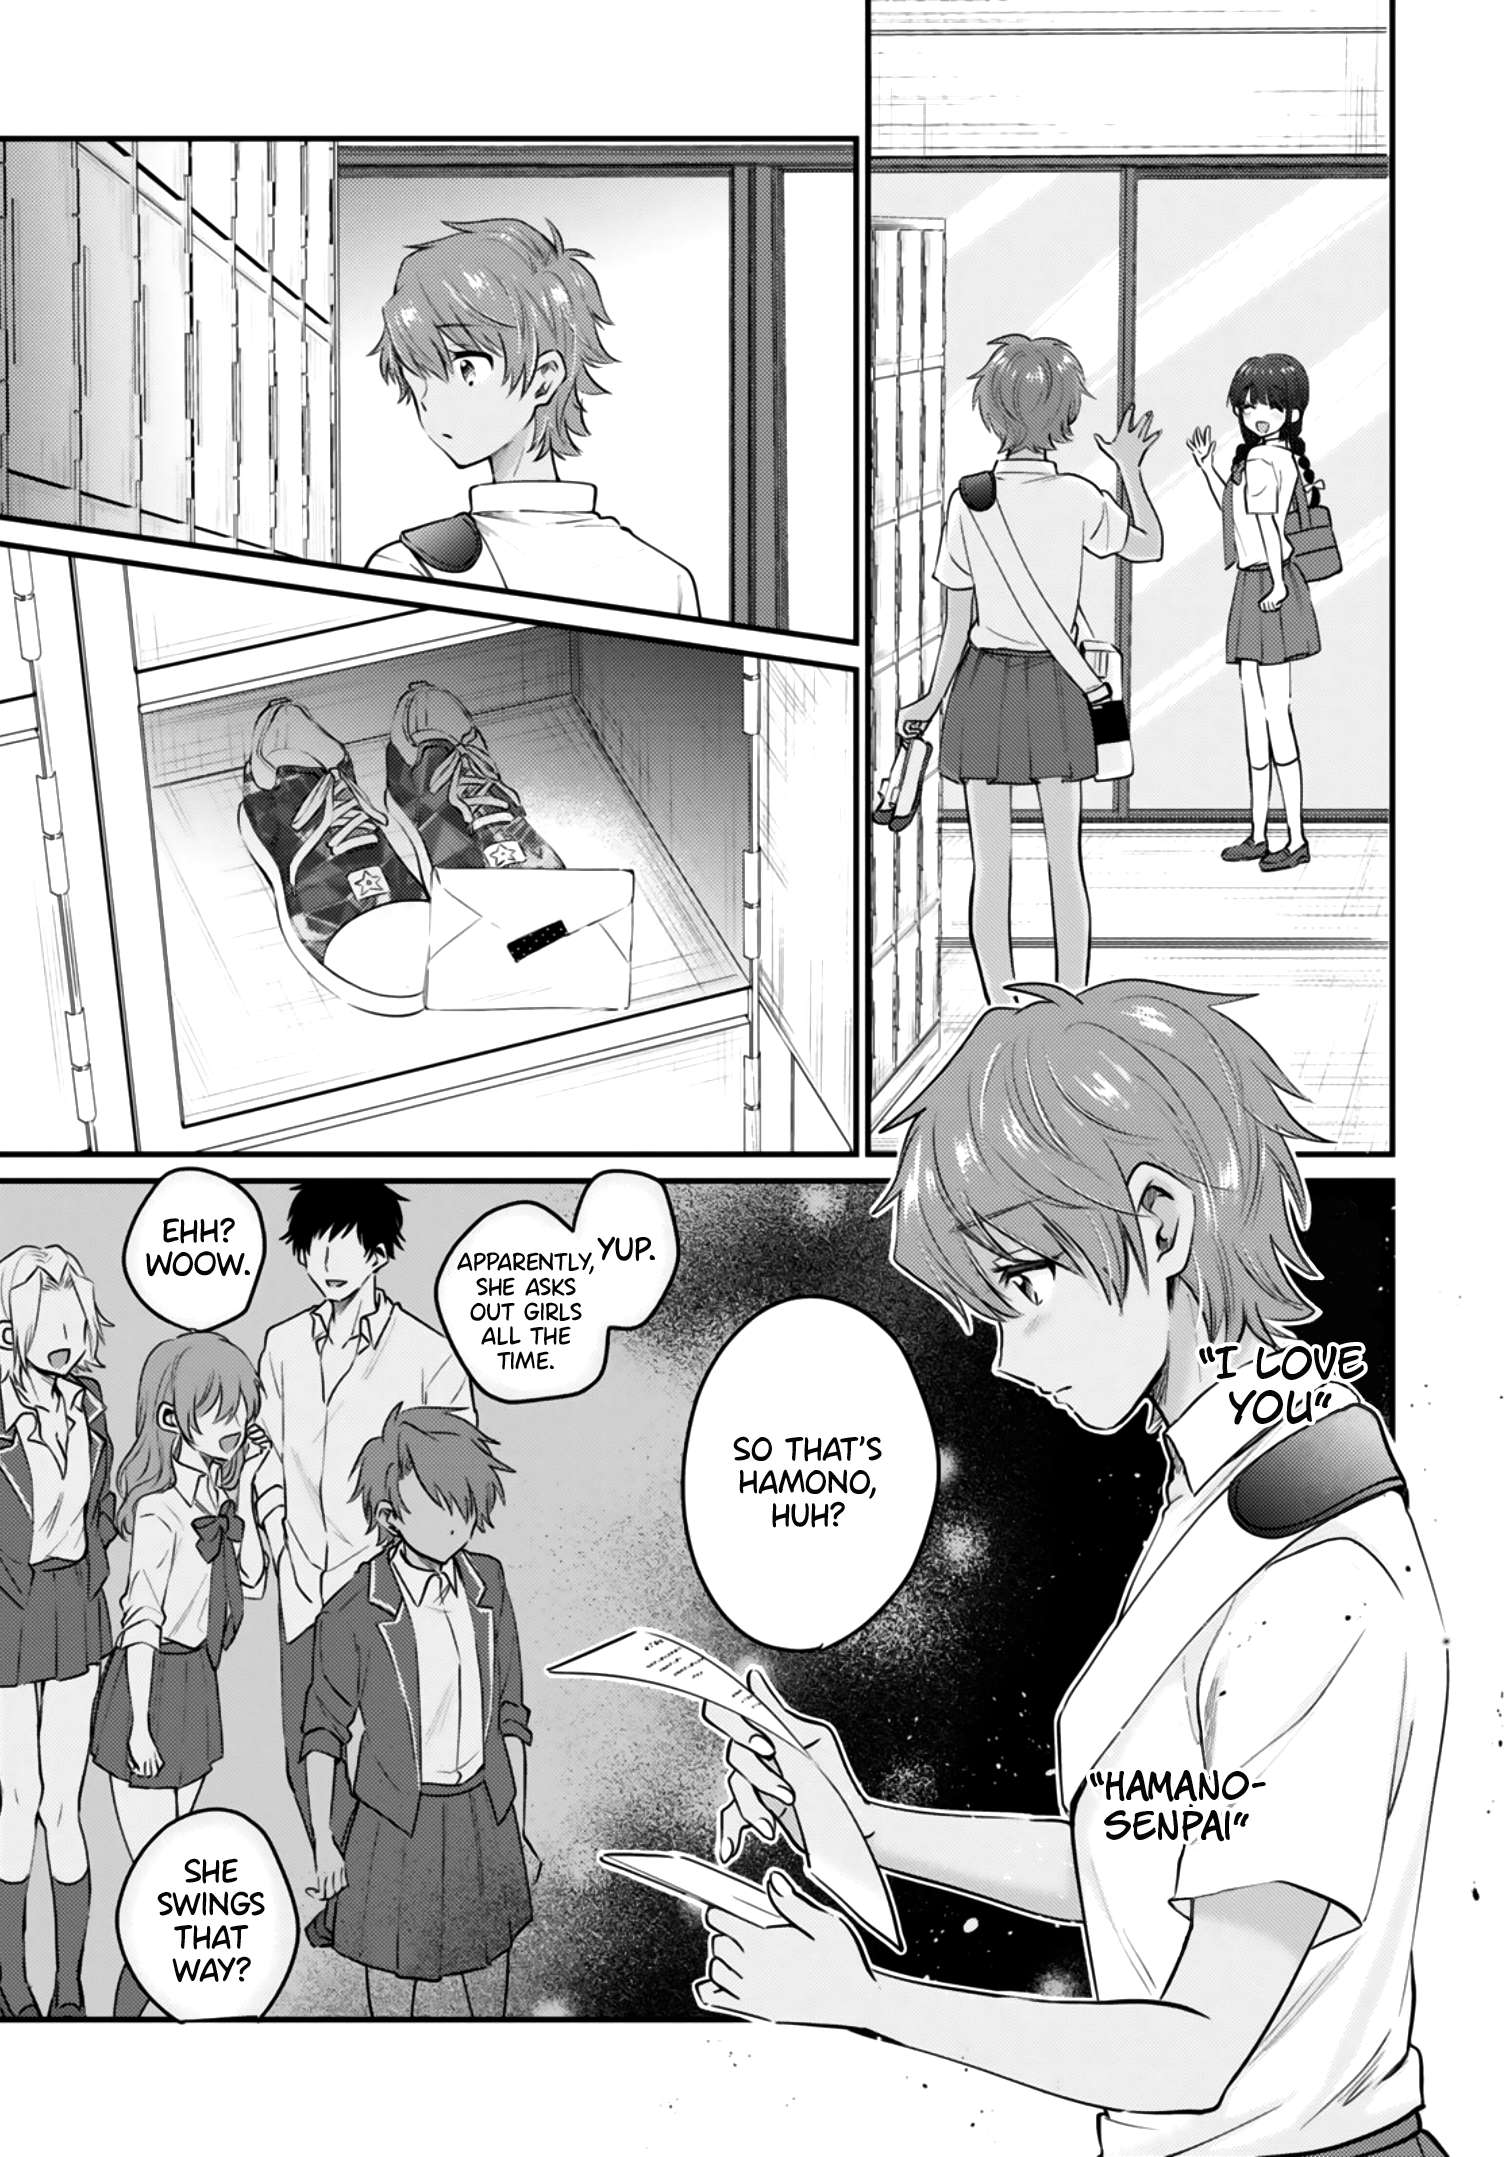 "I LOVE
YOU"
"HAMANO-
SENPAI"
SO THAT'S
HAMONO,
HUH?
YUP.
APPARENTLY,
SHE ASKS
OUT GIRLS
ALL THE
TIME.
EHH?
WOOW.
SHE
SWINGS
THAT
WAY?